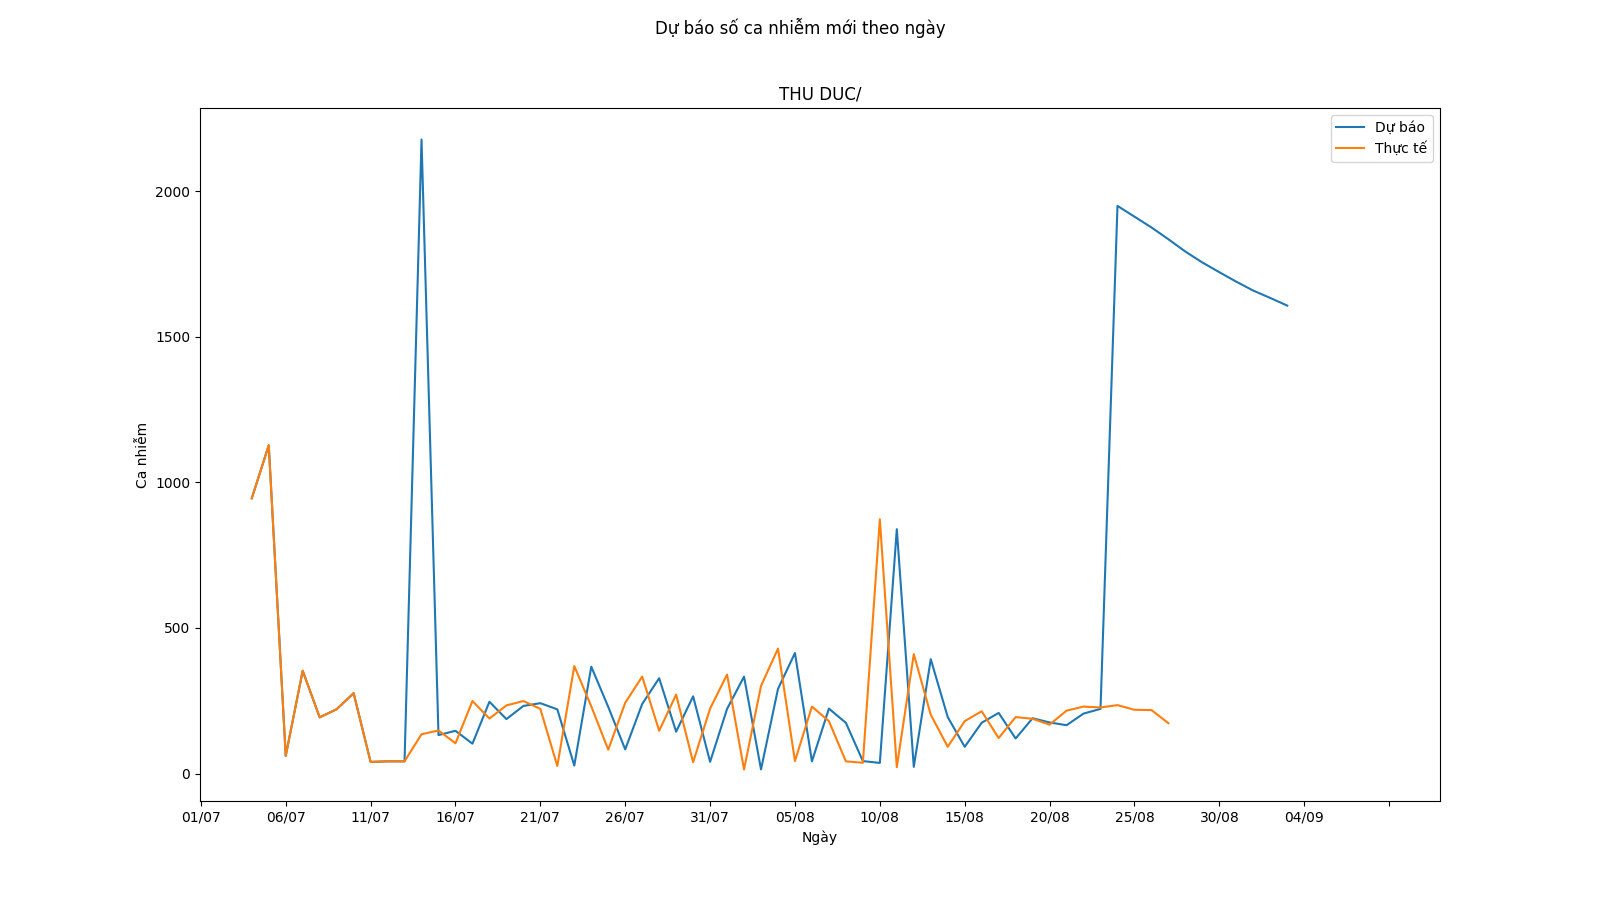 Dự báo số ca nhiễm mới theo ngày
THU DUC/
Dự báo
Thực tế
2000
1500
1000
500
0
Ca nhiễm
01/07 06/07 11/07 16/07 21/07 26/07 31/07 05/08 10/08 15/08 20/08 25/08 30/08 04/09
Ngày